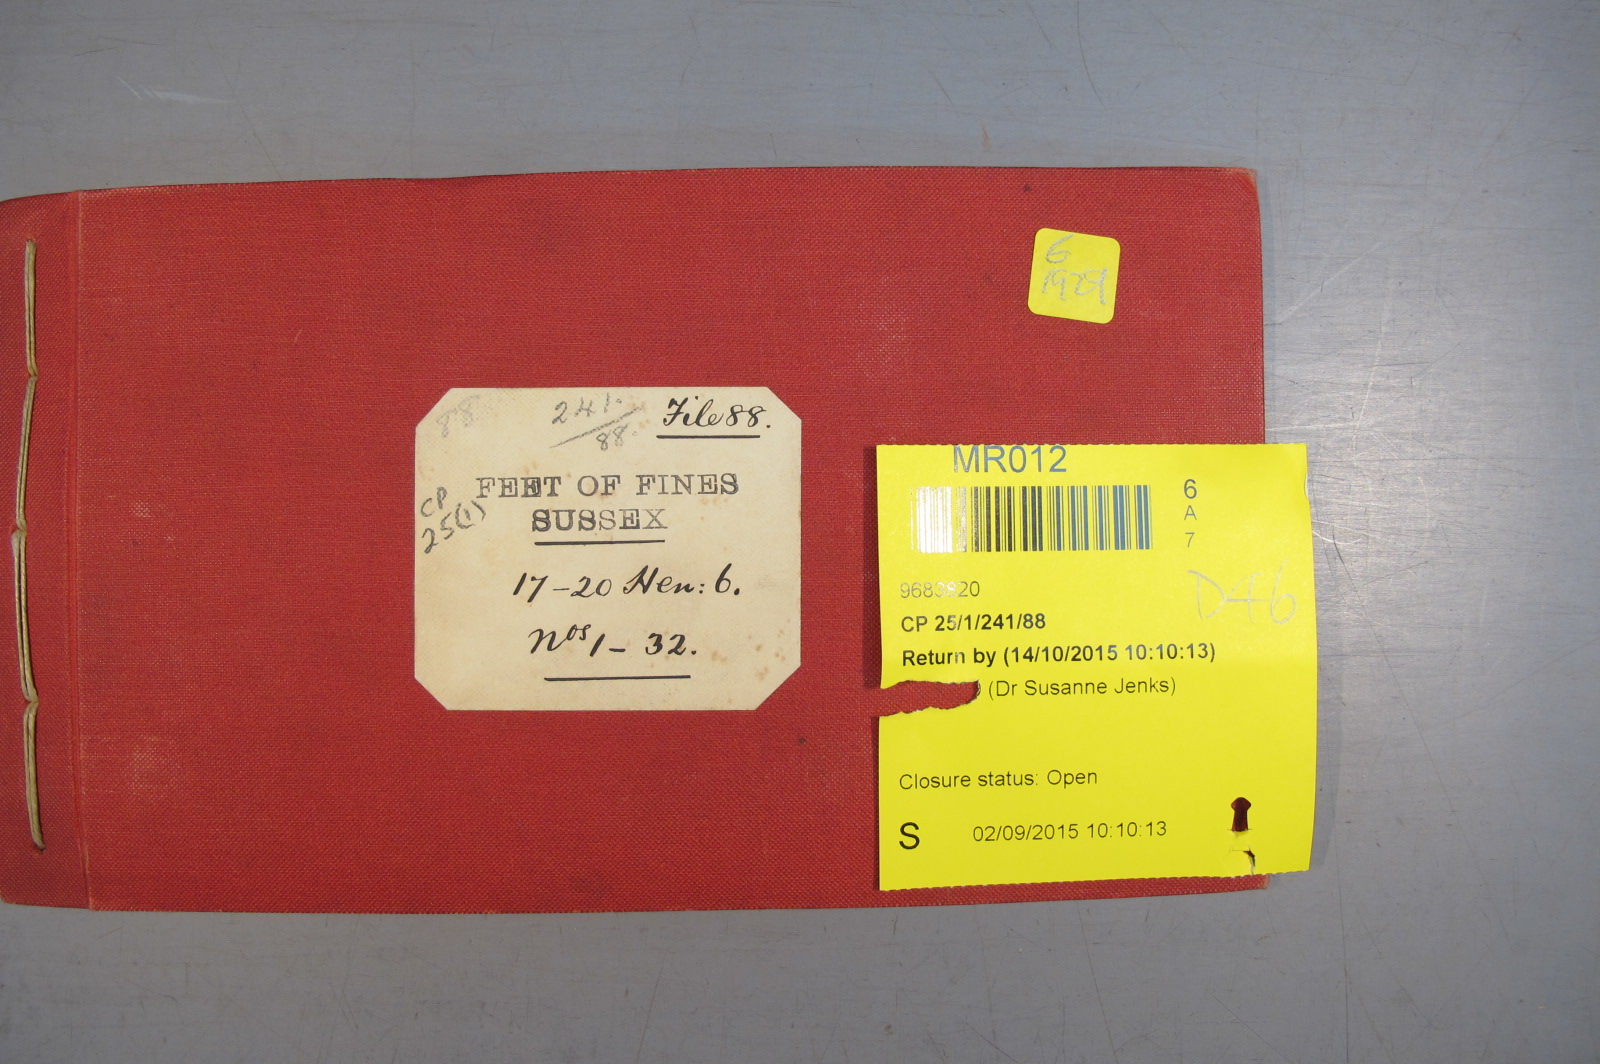 6
1929
88
241.
88.
File 88.
CP
25(1)
FEET OF FINES
SUSSEX
17-20 Hen: 6.
Nos 1- 32.
MR012
6
A
7
D46
CP 25/1/241/88
Return by (14/10/2015 10:10:13)
(Dr Susanne Jenks)
Closure status: Open
S 02/09/2015 10:10:13